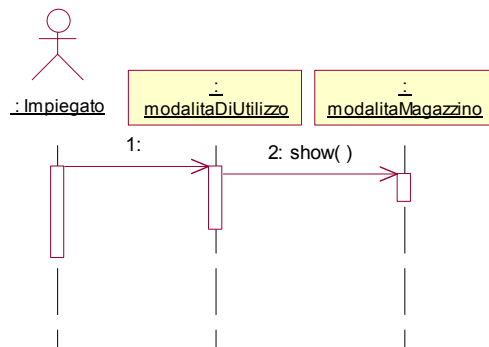 : Impiegato
:
modalitaDiUtilizzo
:
modalitaMagazzino
1:
2: show( )